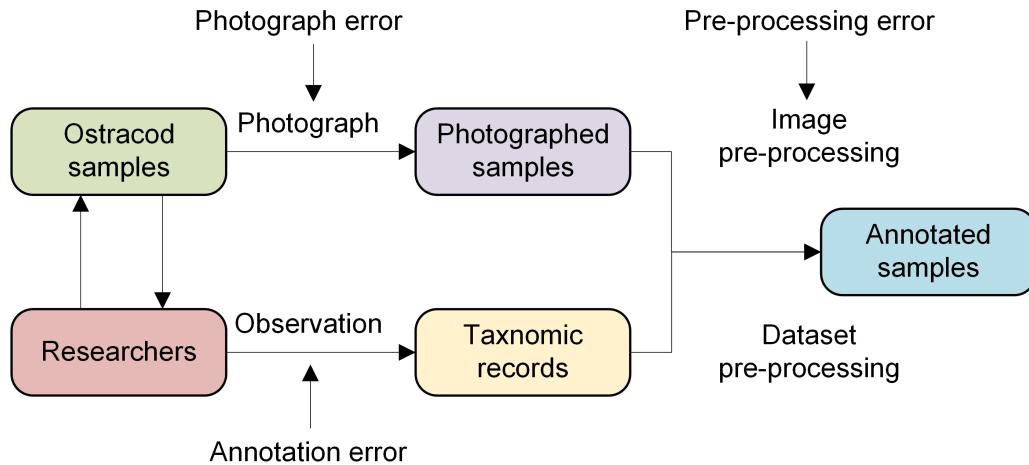 Photograph error
Pre-processing error
Ostracod
samples
Photograph
Photographed
samples
Image
pre-processing
Annotated
samples
Researchers
Observation
Taxnomic
records
Dataset
pre-processing
Annotation error